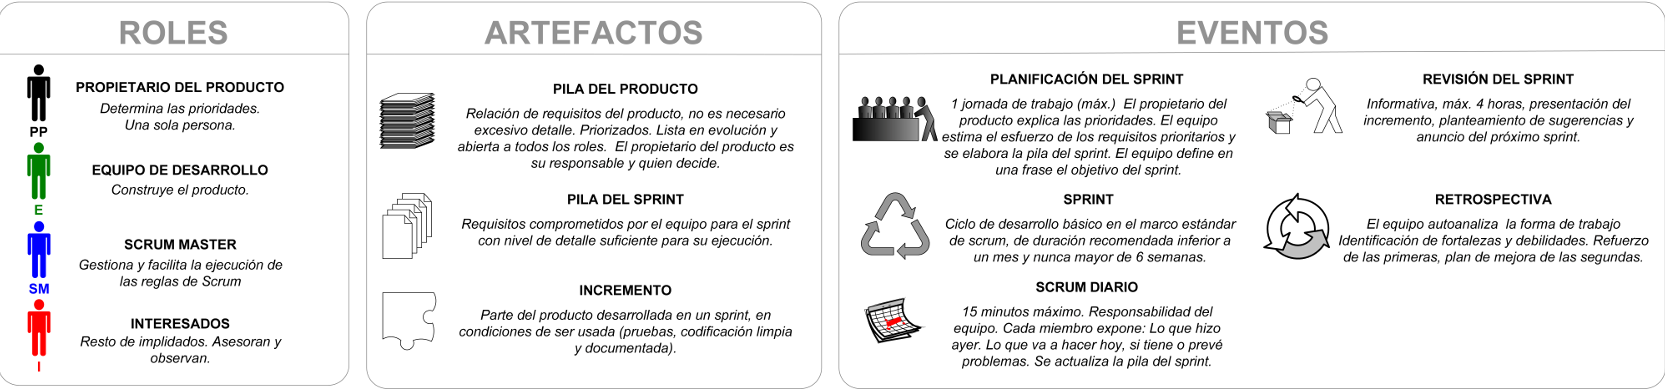 ROLES
PROPIETARIO DEL PRODUCTO
Determina las prioridades.
Una sola persona.
PP
EQUIPO DE DESARROLLO
Construye el producto.
E
SCRUM MASTER
Gestiona y facilita la ejecución de
las reglas de Scrum
SM
INTERESADOS
Resto de implidados. Asesoran y
observan.
I
ARTEFACTOS
PILA DEL PRODUCTO
Relación de requisitos del producto, no es necesario
excesivo detalle. Priorizados. Lista en evolución y
abierta a todos los roles. El propietario del producto es
su responsable y quien decide.
PILA DEL SPRINT
Requisitos comprometidos por el equipo para el sprint
con nivel de detalle suficiente para su ejecución.
INCREMENTO
Parte del producto desarrollada en un sprint, en
condiciones de ser usada (pruebas, codificación limpia
y documentada).
EVENTOS
PLANIFICACIÓN DEL SPRINT
1 jornada de trabajo (máx.) El propietario del
producto explica las prioridades. El equipo
estima el esfuerzo de los requisitos prioritarios y
se elabora la pila del sprint. El equipo define en
una frase el objetivo del sprint.
SPRINT
Ciclo de desarrollo básico en el marco estándar
de scrum, de duración recomendada inferior a
un mes y nunca mayor de 6 semanas.
SCRUM DIARIO
15 minutos máximo. Responsabilidad del
equipo. Cada miembro expone: Lo que hizo
ayer. Lo que va a hacer hoy, si tiene o prevé
problemas. Se actualiza la pila del sprint.
REVISIÓN DEL SPRINT
Informativa, máx. 4 horas, presentación del
incremento, planteamiento de sugerencias y
anuncio del próximo sprint.
RETROSPECTIVA
El equipo autoanaliza la forma de trabajo
Identificación de fortalezas y debilidades. Refuerzo
de las primeras, plan de mejora de las segundas.